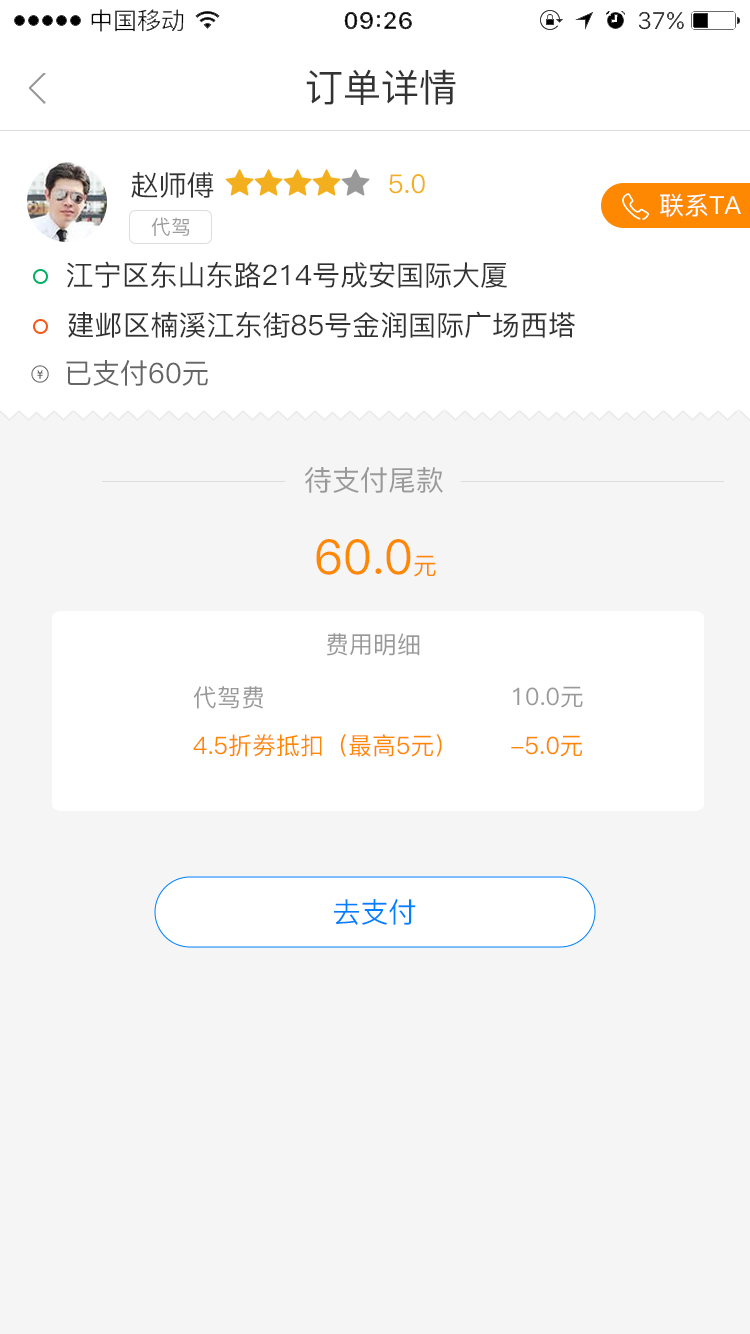 中国移动 09:26 37%
订单详情
赵师傅 5.0
联系TA
代驾
江宁区东山东路214号成安国际大厦
建邺区楠溪江东街85号金润国际广场西塔
¥ 已支付60元
待支付尾款
60.0元
费用明细
代驾费 10.0元
4.5折券抵扣（最高5元） –5.0元
去支付